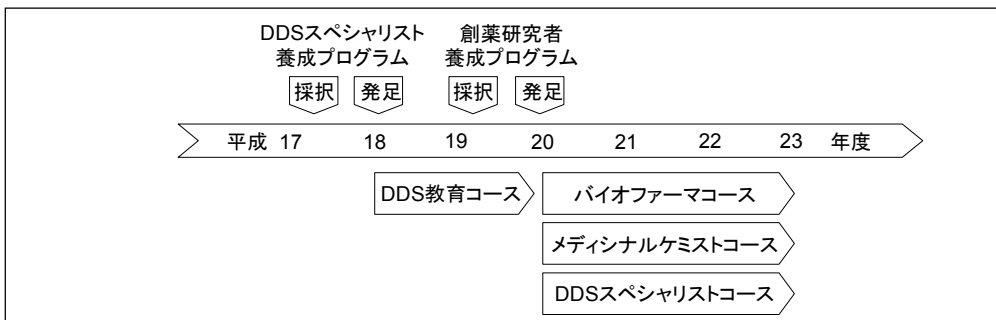 DDSスペシャリスト
養成プログラム
創薬研究者
養成プログラム
採択 発足 採択 発足
平成 17 18 19 20 21 22 23 年度
DDS教育コース
バイオファーマコース
メディシナルケミストコース
DDSスペシャリストコース